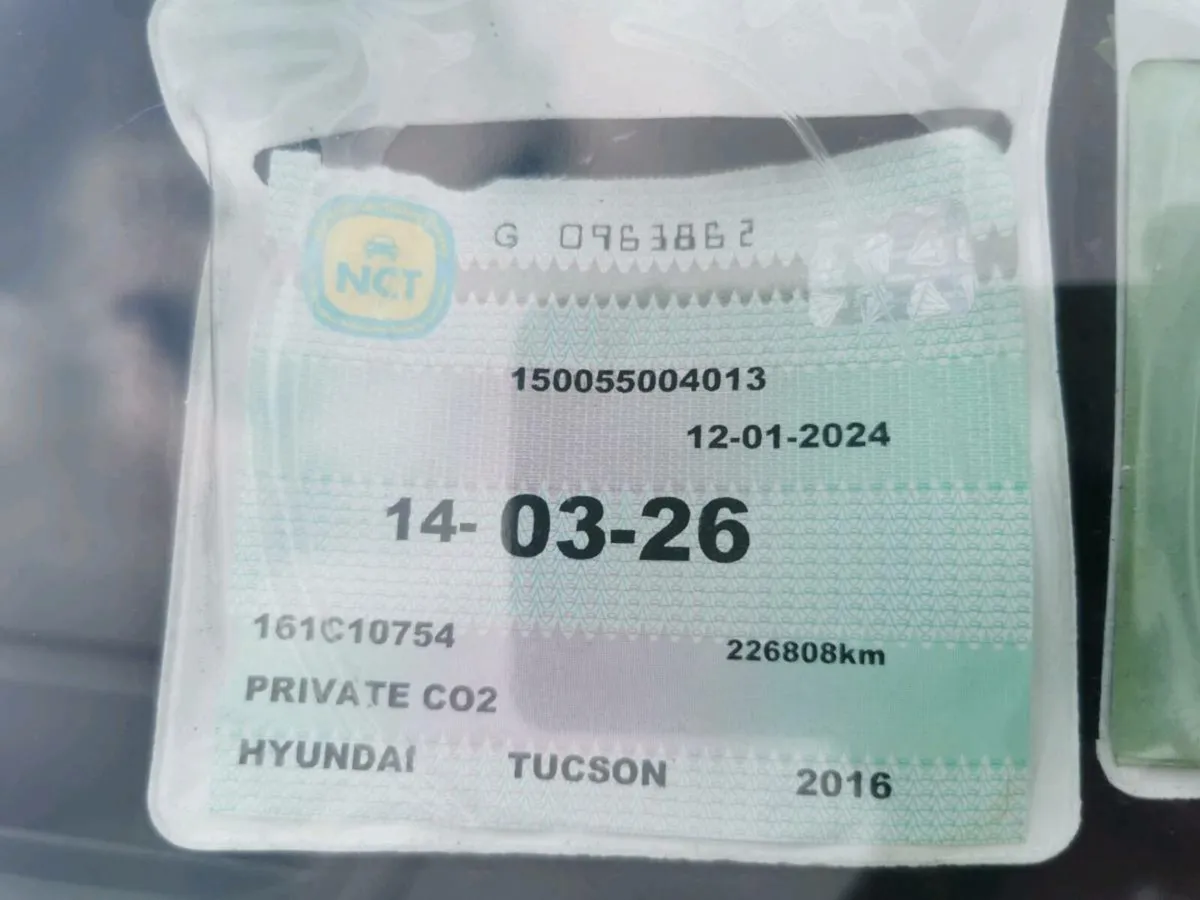 NCT
G 0963862
150055004013
12-01-2024
14-03-26
161C10754
226808km
PRIVATE CO2
HYUNDAI TUCSON 2016